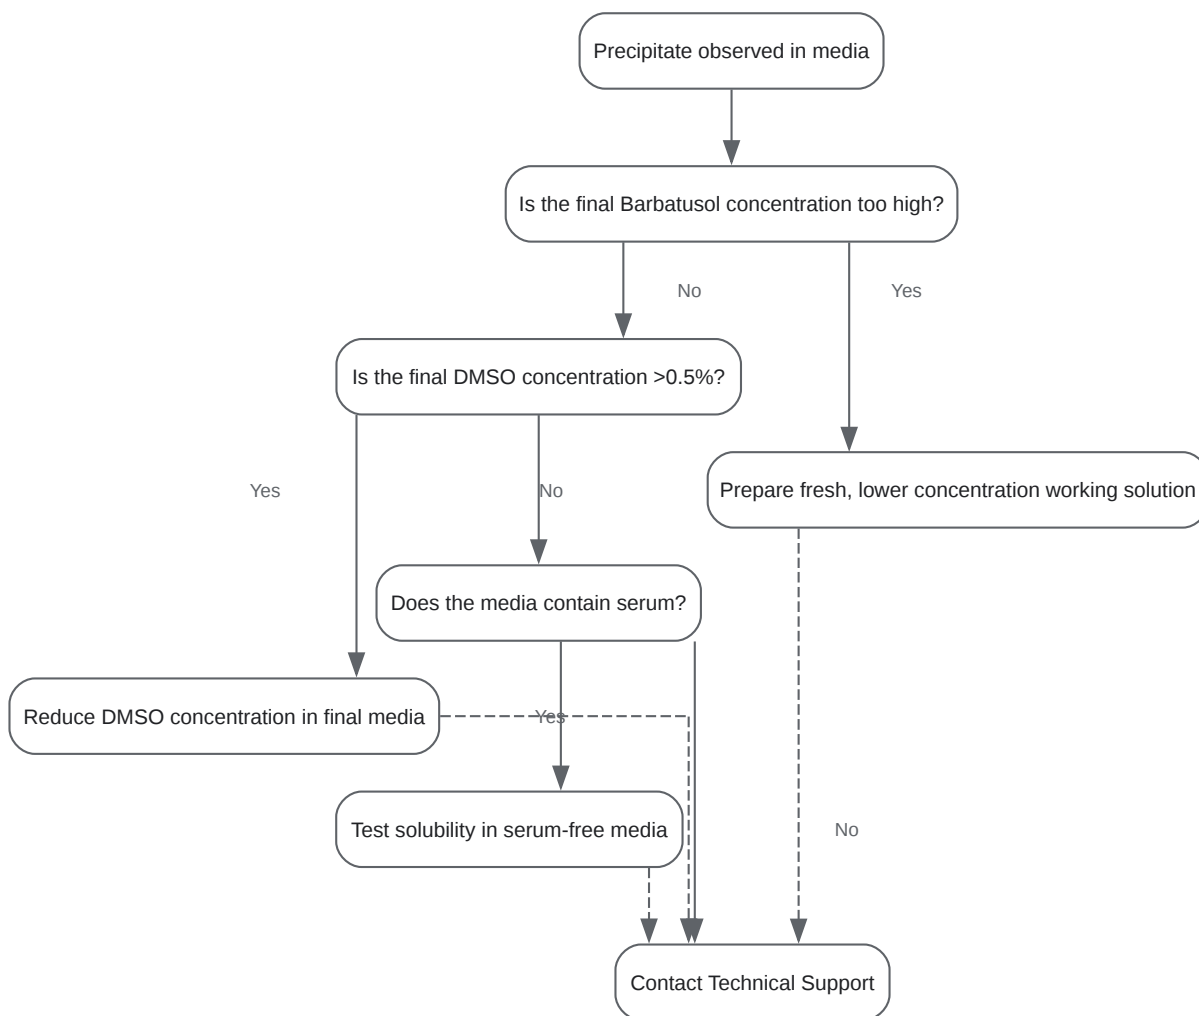 Precipitate observed in media
Is the final Barbatusol concentration too high?
No
Yes
Is the final DMSO concentration >0.5%?
Yes
No
Prepare fresh, lower concentration working solution
Does the media contain serum?
Reduce DMSO concentration in final media
Yes
Test solubility in serum-free media
No
Contact Technical Support